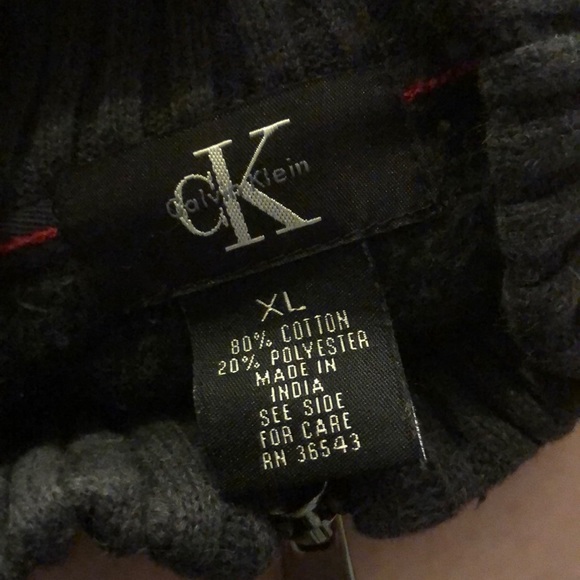 cK
Calvin Klein
XL
80% COTTON
20% POLYESTER
MADE IN
INDIA
SEE SIDE
FOR CARE
RN 36543